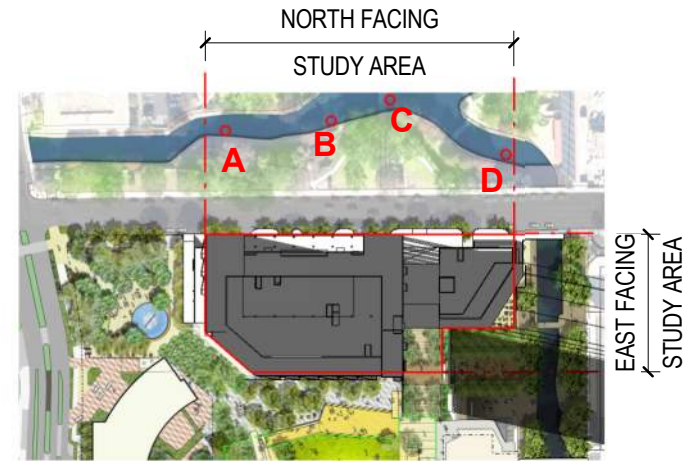 NORTH FACING
STUDY AREA
A
B
C
D
EAST FACING
STUDY AREA